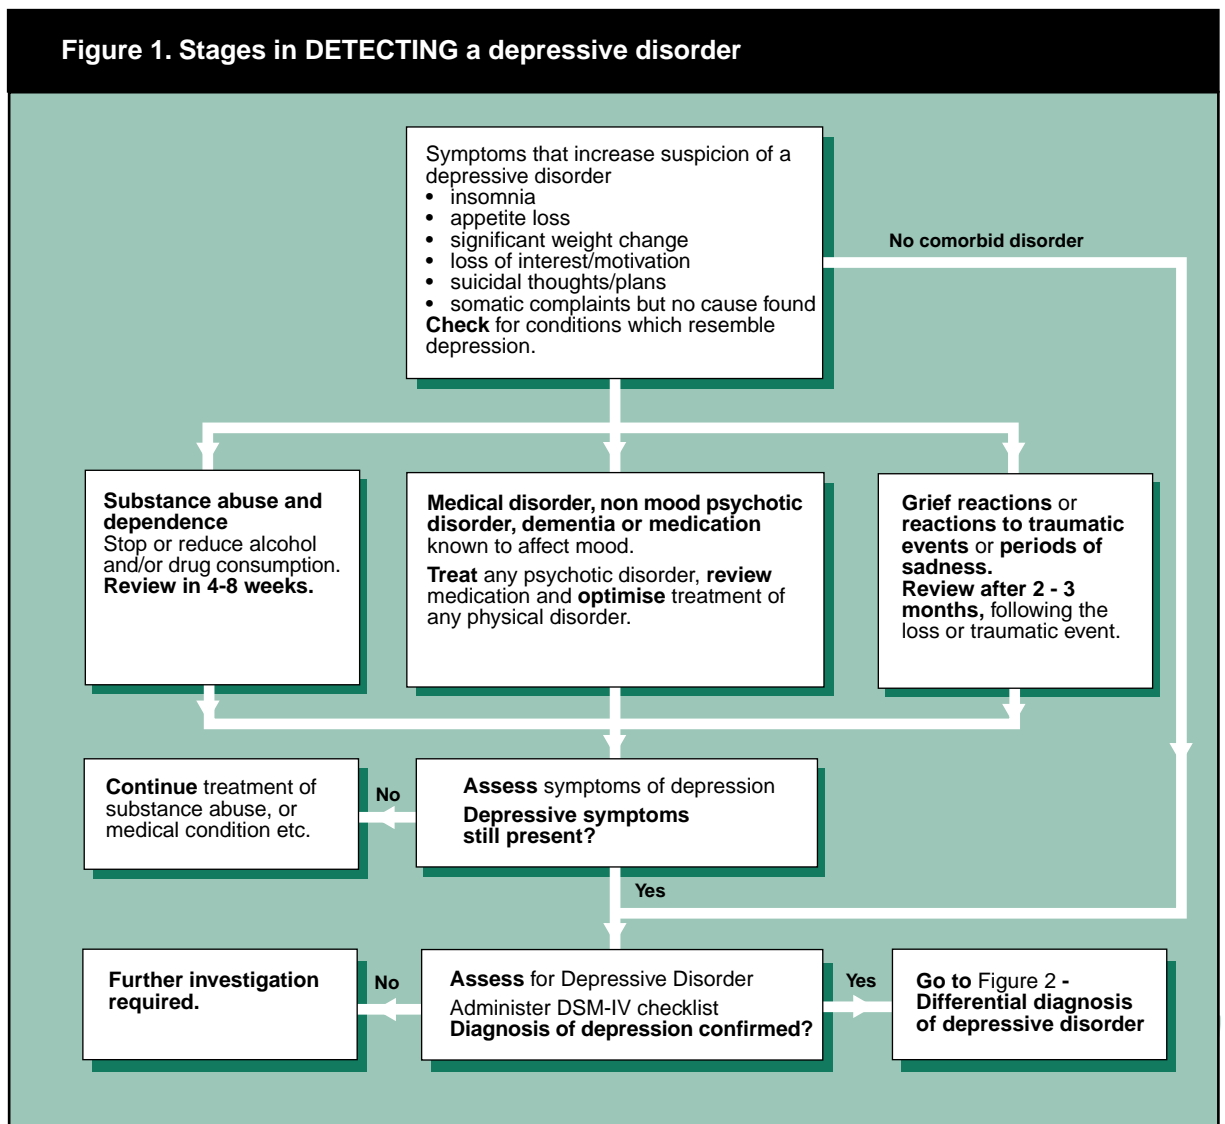 Figure 1. Stages in DETECTING a depressive disorder
Symptoms that increase suspicion of a
depressive disorder
• insomnia
• appetite loss
• significant weight change
• loss of interest/motivation
• suicidal thoughts/plans
• somatic complaints but no cause found
Check for conditions which resemble
depression.
No comorbid disorder
Substance abuse and
dependence
Stop or reduce alcohol
and/or drug consumption.
Review in 4-8 weeks.
Medical disorder, non mood psychotic
disorder, dementia or medication
known to affect mood.
Treat any psychotic disorder, review
medication and optimise treatment of
any physical disorder.
Grief reactions or
reactions to traumatic
events or periods of
sadness.
Review after 2 - 3
months, following the
loss or traumatic event.
Continue treatment of
substance abuse, or
medical condition etc.
No
Assess symptoms of depression
Depressive symptoms
still present?
Yes
Further investigation
required.
No
Assess for Depressive Disorder
Administer DSM-IV checklist
Diagnosis of depression confirmed?
Yes
Go to Figure 2 -
Differential diagnosis
of depressive disorder